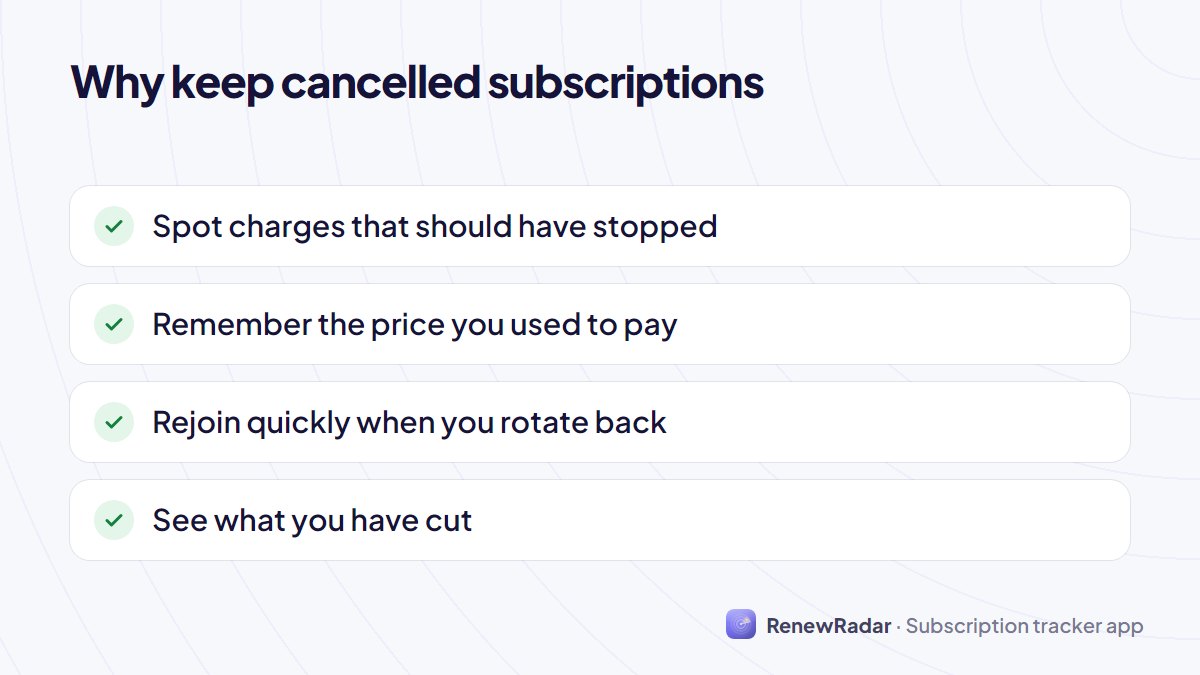 Why keep cancelled subscriptions
Spot charges that should have stopped
Remember the price you used to pay
Rejoin quickly when you rotate back
See what you have cut
RenewRadar · Subscription tracker app